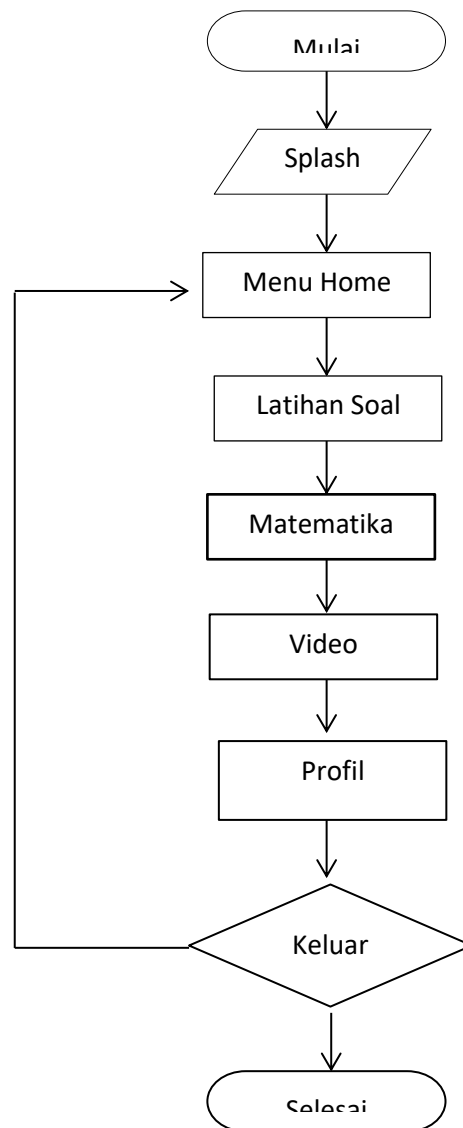 Mulai
Splash
Menu Home
Latihan Soal
Matematika
Video
Profil
Keluar
Selesai